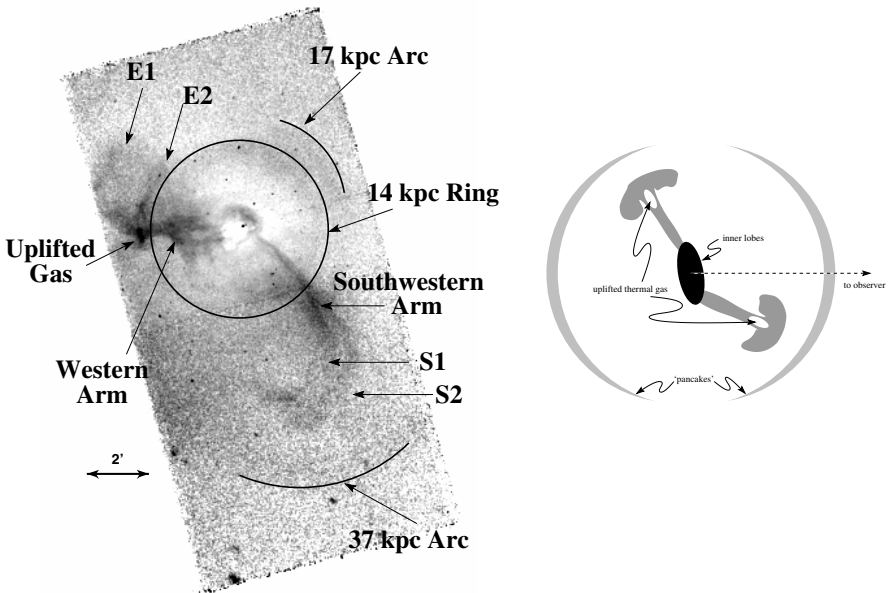 17 kpc Arc
E1
E2
14 kpc Ring
Uplifted
Gas
Southwestern
Arm
Western
Arm
S1
S2
2'
37 kpc Arc
inner lobes
uplifted thermal gas
to observer
'pancakes'